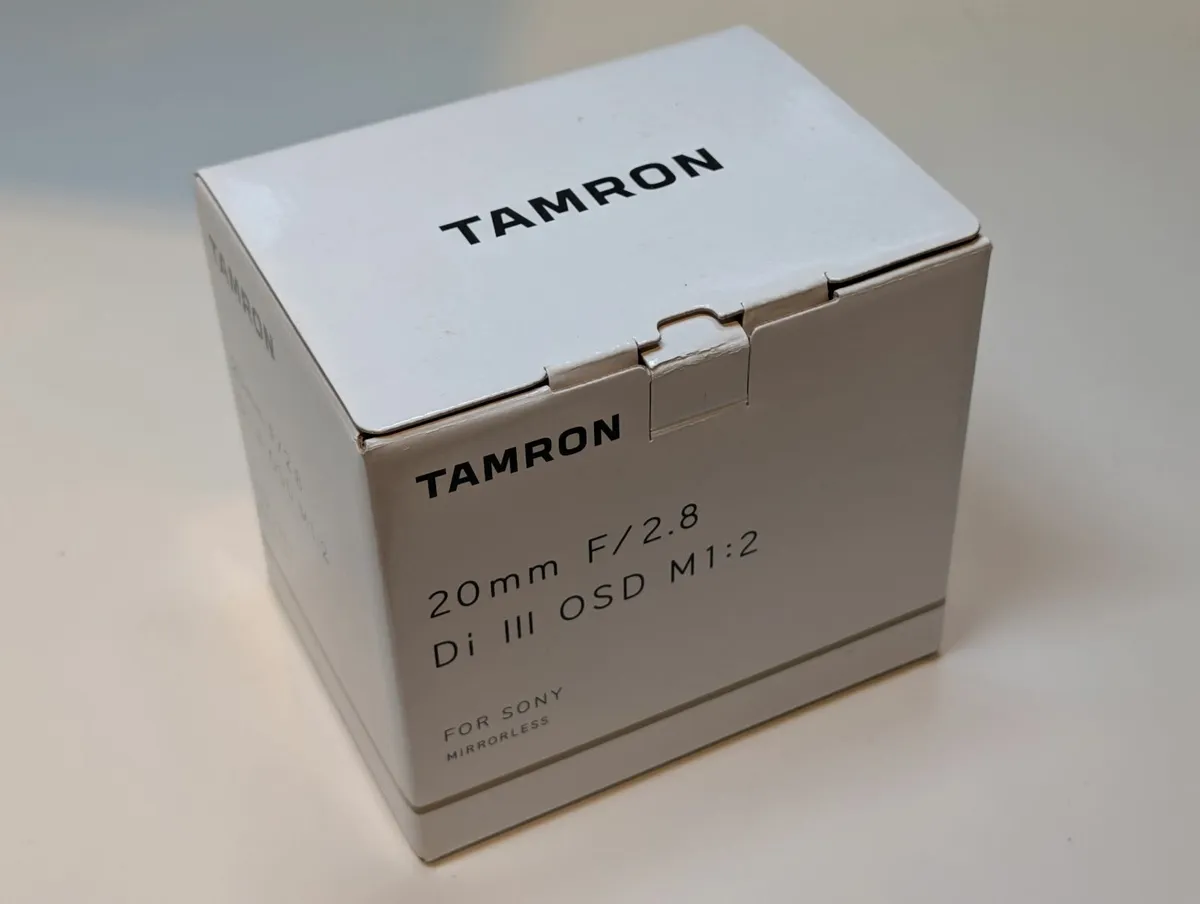 TAMRON
TAMRON
TAMRON
20mm F/2.8
Di III OSD M1:2
FOR SONY
MIRRORLESS